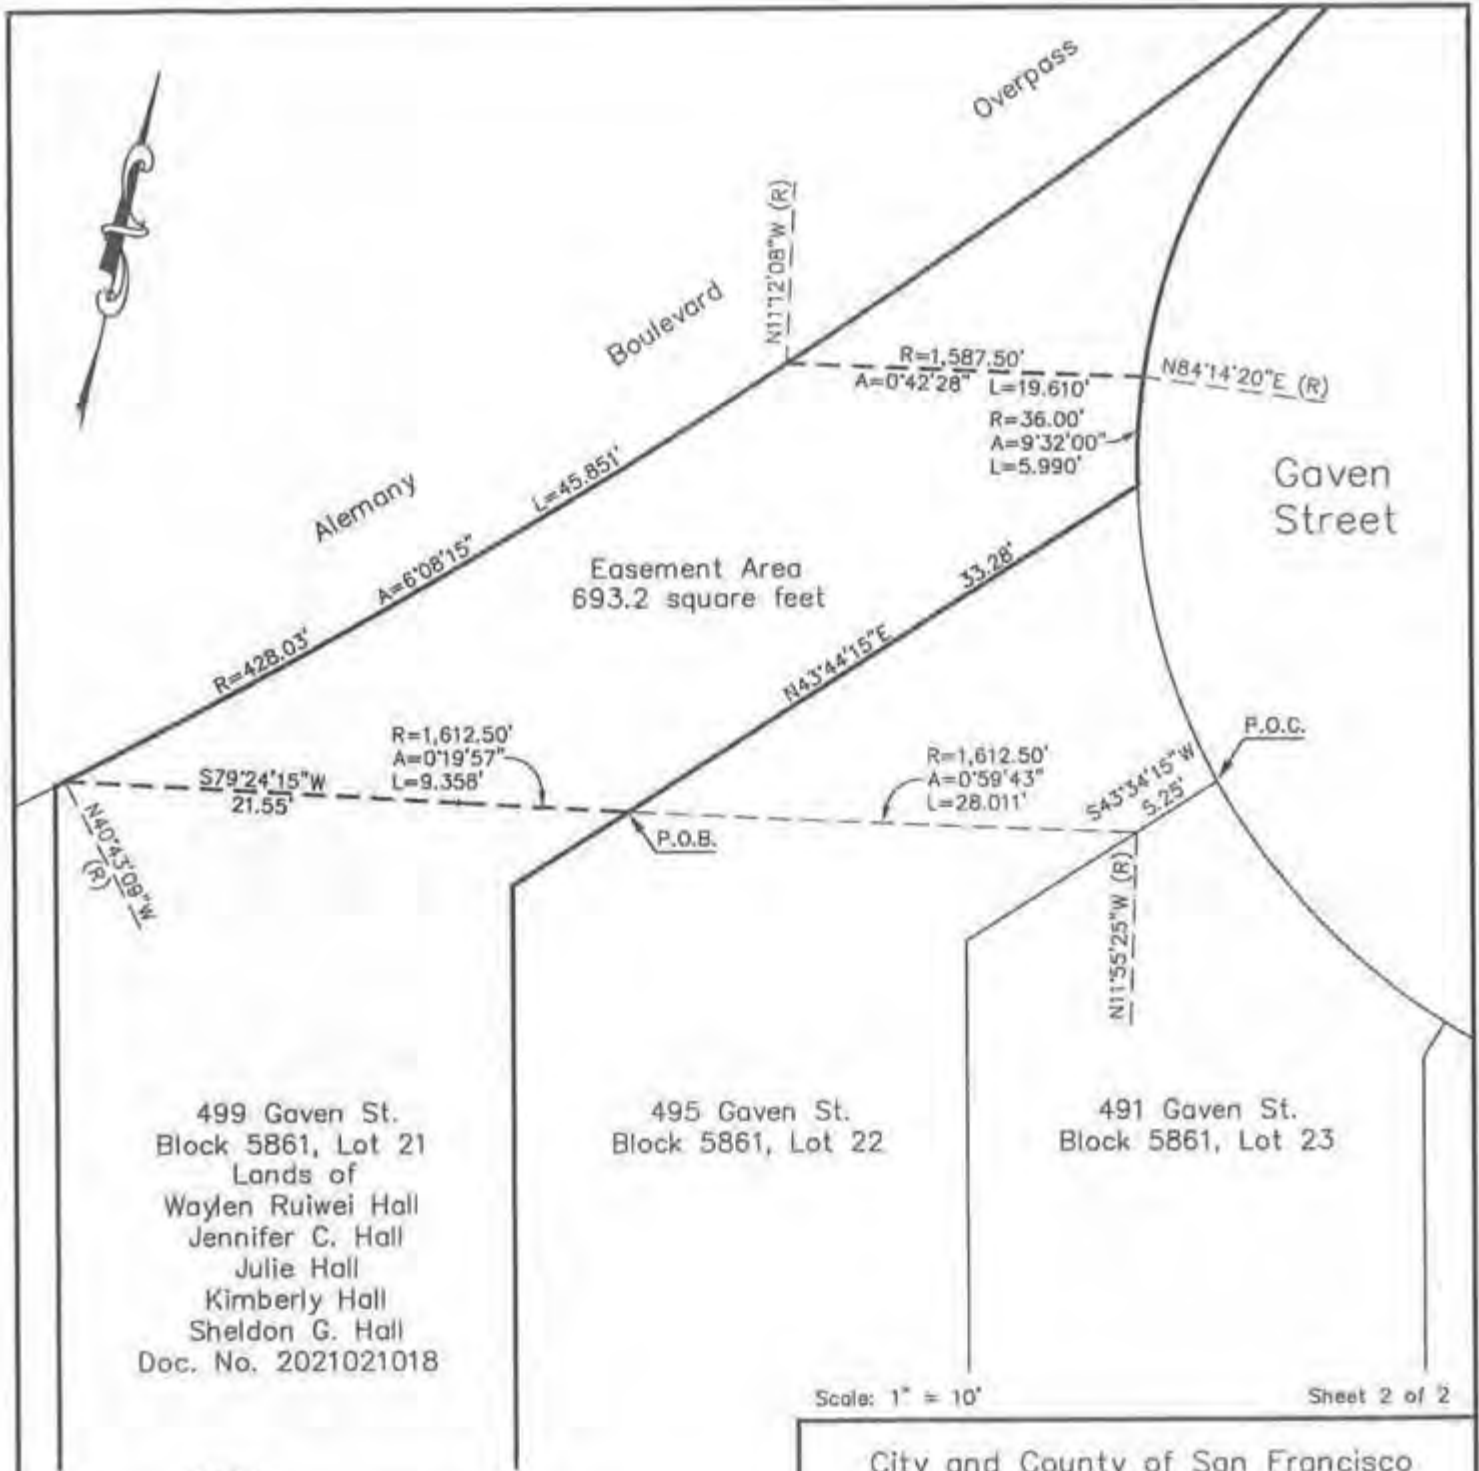 Overpass
Boulevard
Alemany
N11°12'08"W (R)
R=1,587.50'
A=0°42'28" L=19.610'
N84°14'20"E (R)
R=36.00'
A=9°32'00"
L=5.990'
Gaven
Street
L=45.851'
A=6°08'15"
R=428.03'
Easement Area
693.2 square feet
33.28'
N43°44'15"E
P.O.C.
R=1,612.50'
A=0°19'57"
L=9.358'
S79°24'15"W
21.55'
R=1,612.50'
A=0°59'43"
L=28.011'
S43°34'15"W
5.25'
P.O.B.
N40°43'09"W
(R)
N11°55'25"W (R)
499 Gaven St.
Block 5861, Lot 21
Lands of
Waylen Ruiwei Hall
Jennifer C. Hall
Julie Hall
Kimberly Hall
Sheldon G. Hall
Doc. No. 2021021018
495 Gaven St.
Block 5861, Lot 22
491 Gaven St.
Block 5861, Lot 23
Scale: 1" = 10'
Sheet 2 of 2
City and County of San Francisco